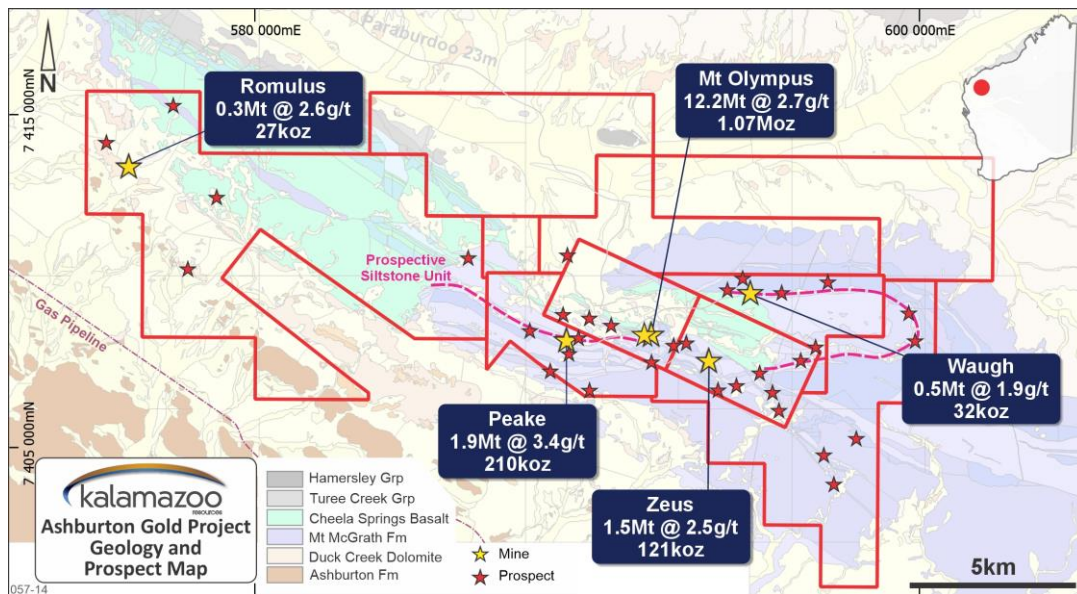 580 000mE
600 000mE
Paraburdoo 23m
N
7 415 000mN
7 405 000mN
Romulus
0.3Mt @ 2.6g/t
27koz
Mt Olympus
12.2Mt @ 2.7g/t
1.07Moz
Prospective
Siltstone Unit
Gas Pipeline
Waugh
0.5Mt @ 1.9g/t
32koz
Peake
1.9Mt @ 3.4g/t
210koz
Zeus
1.5Mt @ 2.5g/t
121koz
kalamazoo
RESOURCES
Ashburton Gold Project
Geology and
Prospect Map
Hamersley Grp
Turee Creek Grp
Cheela Springs Basalt
Mt McGrath Fm
Duck Creek Dolomite
Ashburton Fm
Mine
Prospect
5km
057-14